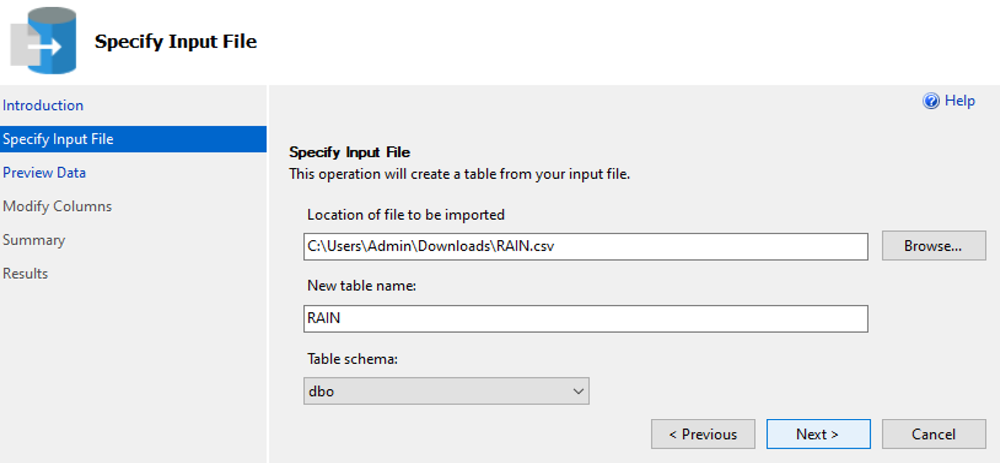 Specify Input File
Introduction
Specify Input File
Preview Data
Modify Columns
Summary
Results
Help
Specify Input File
This operation will create a table from your input file.
Location of file to be imported
C:\Users\Admin\Downloads\RAIN.csv
Browse...
New table name:
RAIN
Table schema:
dbo
< Previous
Next >
Cancel